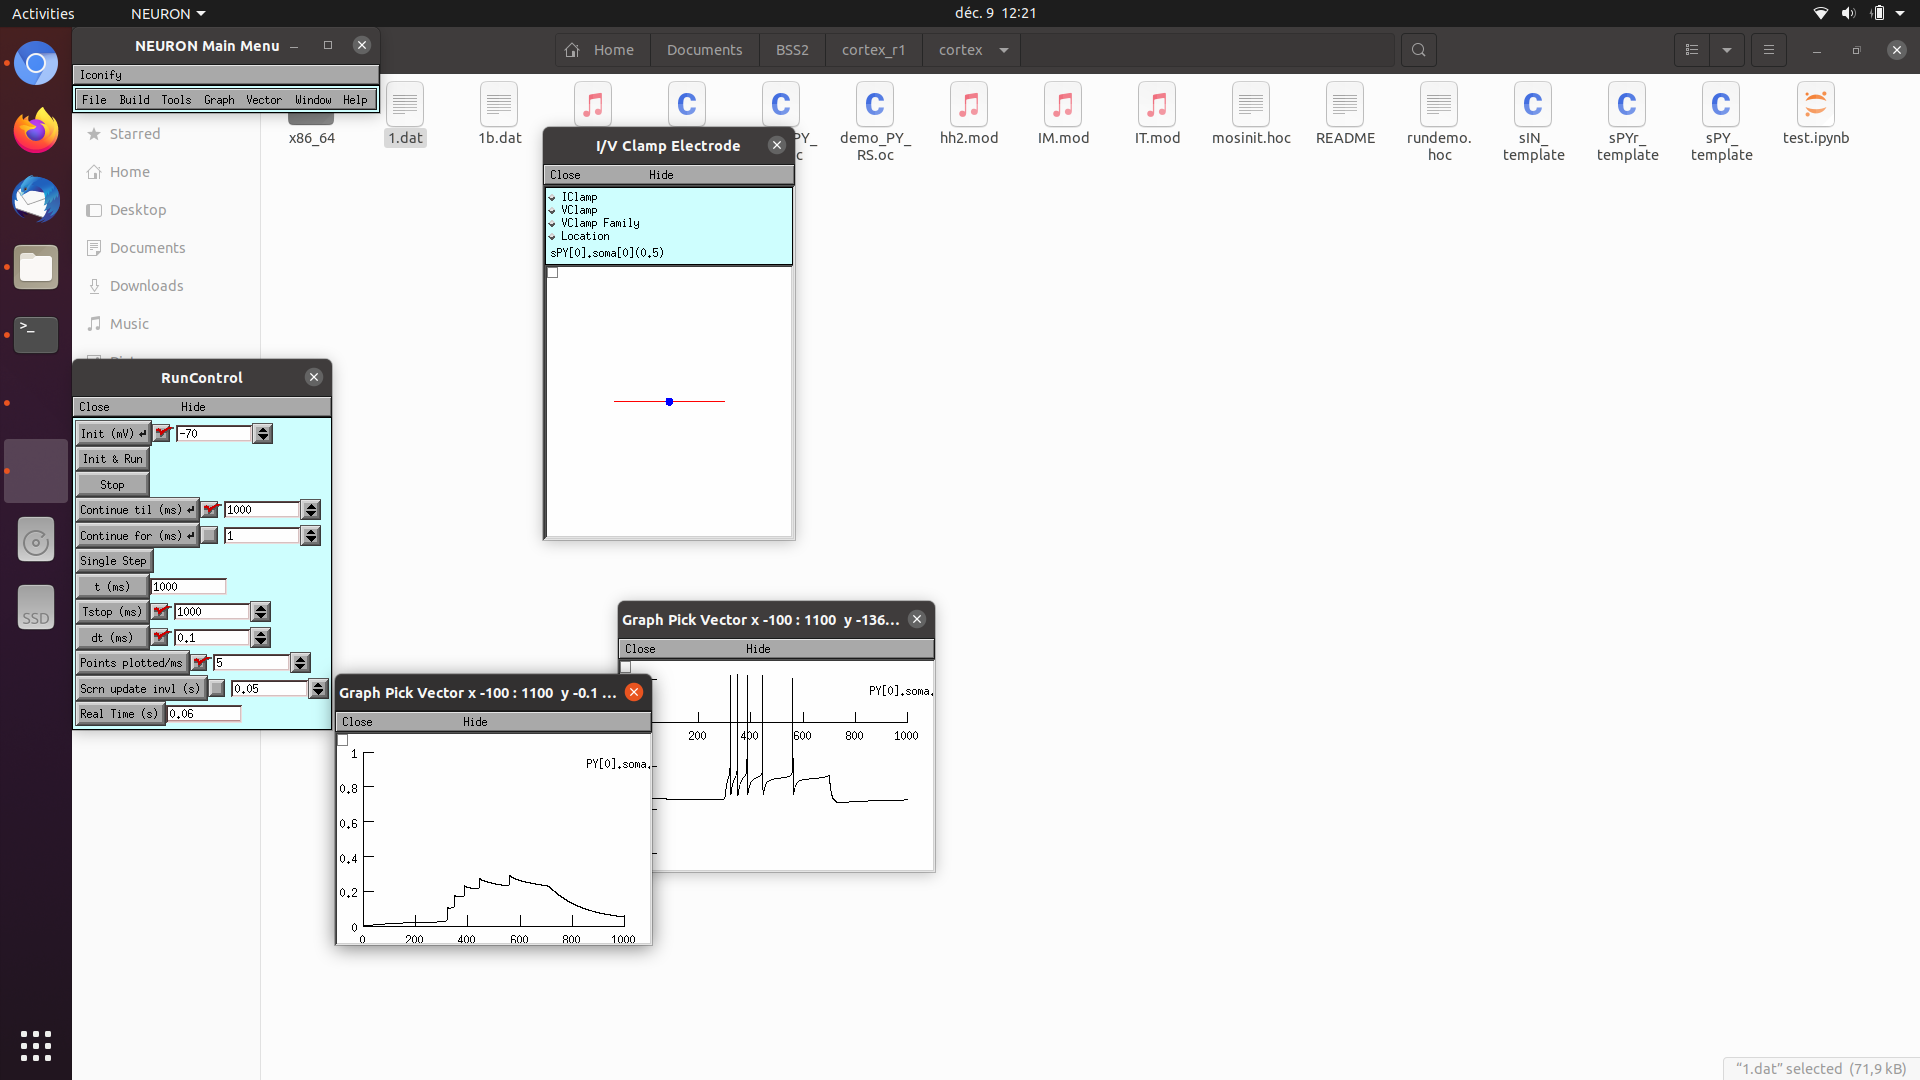 Activities
NEURON
déc. 9 12:21
NEURON Main Menu
Iconify
File Build Tools Graph Vector Window Help
Home Documents BSS2 cortex_r1 cortex
x86_64
1.dat
1b.dat
demo_PY_
RS.oc
hh2.mod
IM.mod
IT.mod
mosinit.hoc
README
rundemo.
hoc
sIN_
template
sPYr_
template
sPY_
template
test.ipynb
Starred
Home
Desktop
Documents
Downloads
Music
I/V Clamp Electrode
Close Hide
IClamp
VClamp
VClamp Family
Location
sPY[0].soma[0](0.5)
RunControl
Close Hide
Init (mV) -70
Init & Run
Stop
Continue til (ms) 1000
Continue for (ms) 1
Single Step
t (ms) 1000
Tstop (ms) 1000
dt (ms) 0.1
Points plotted/ms 5
Scrn update invl (s) 0.05
Real Time (s) 0.06
Graph Pick Vector x -100 : 1100 y -136...
Close Hide
PY[0].soma.
200 400 600 800 1000
Graph Pick Vector x -100 : 1100 y -0.1 ...
Close Hide
PY[0].soma.
1
0.8
0.6
0.4
0.2
0
0 200 400 600 800 1000
>_
SSD
"1.dat" selected (71,9 kB)